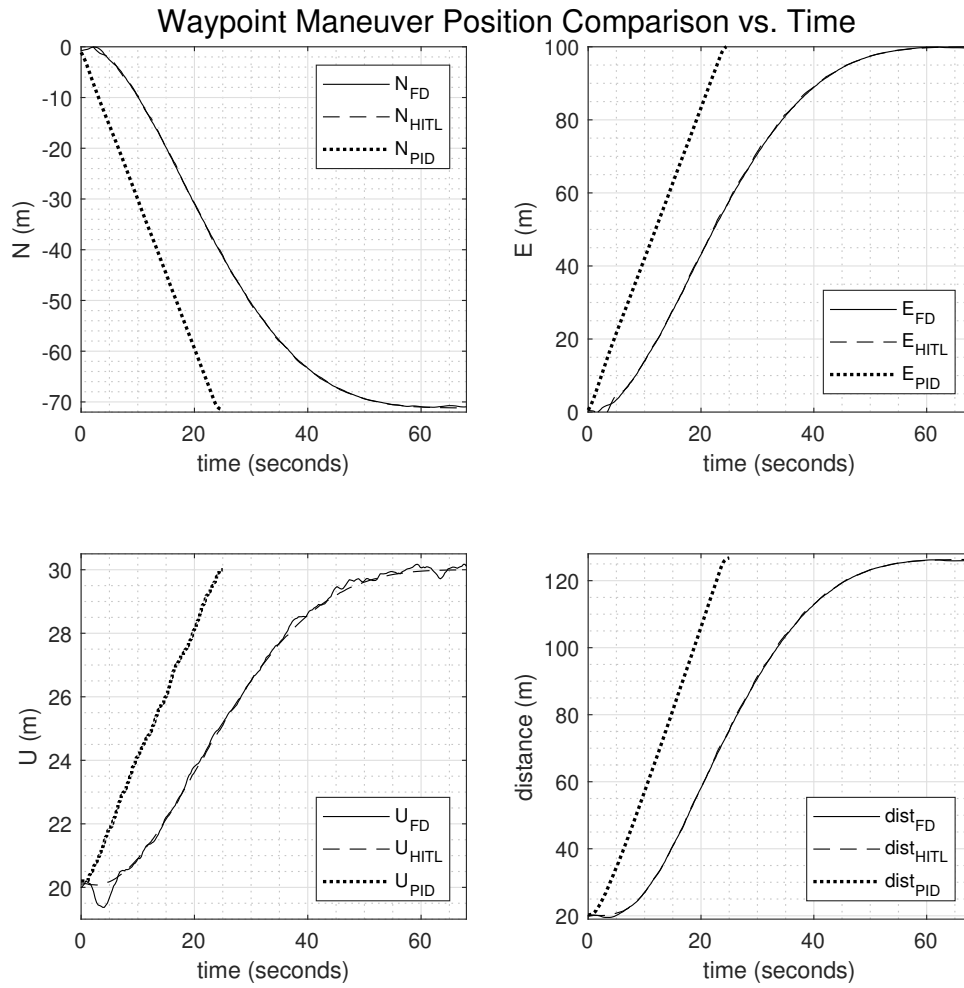 Waypoint Maneuver Position Comparison vs. Time
0
-10
-20
-30
-40
-50
-60
-70
N (m)
0 20 40 60
time (seconds)
N_FD
N_HITL
N_PID
100
80
60
40
20
0
E (m)
0 20 40 60
time (seconds)
E_FD
E_HITL
E_PID
30
28
26
24
22
20
U (m)
0 20 40 60
time (seconds)
U_FD
U_HITL
U_PID
120
100
80
60
40
20
distance (m)
0 20 40 60
time (seconds)
dist_FD
dist_HITL
dist_PID